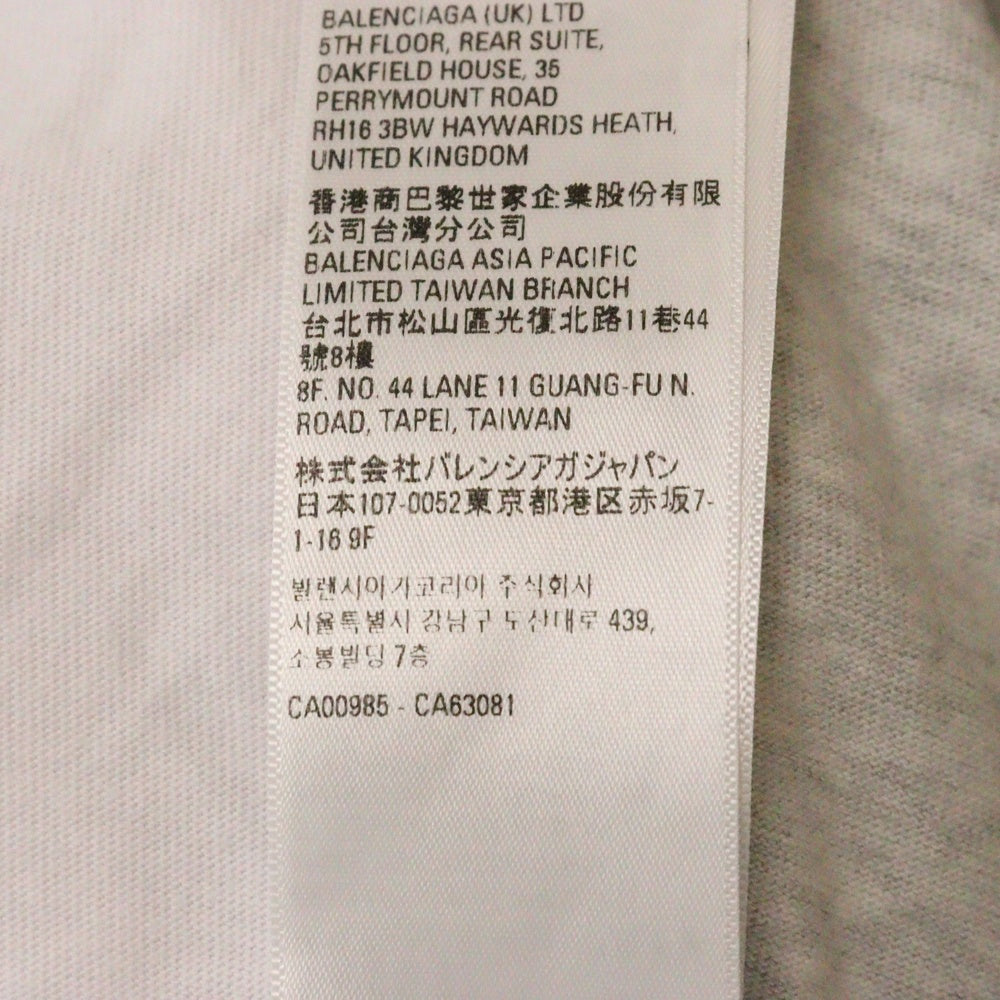 BALENCIAGA (UK) LTD
5TH FLOOR, REAR SUITE,
OAKFIELD HOUSE, 35
PERRYMOUNT ROAD
RH16 3BW HAYWARDS HEATH,
UNITED KINGDOM
香港商巴黎世家企業股份有限
公司台灣分公司
BALENCIAGA ASIA PACIFIC
LIMITED TAIWAN BRANCH
台北市松山區光復北路11巷44
號8樓
8F. NO. 44 LANE 11 GUANG-FU N.
ROAD, TAPEI, TAIWAN
株式会社バレンシアガジャパン
日本107-0052東京都港区赤坂7-
1-16 9F
발렌시아가코리아 주식회사
서울특별시 강남구 도산대로 439,
소봉빌딩 7층
CA00985 - CA63081